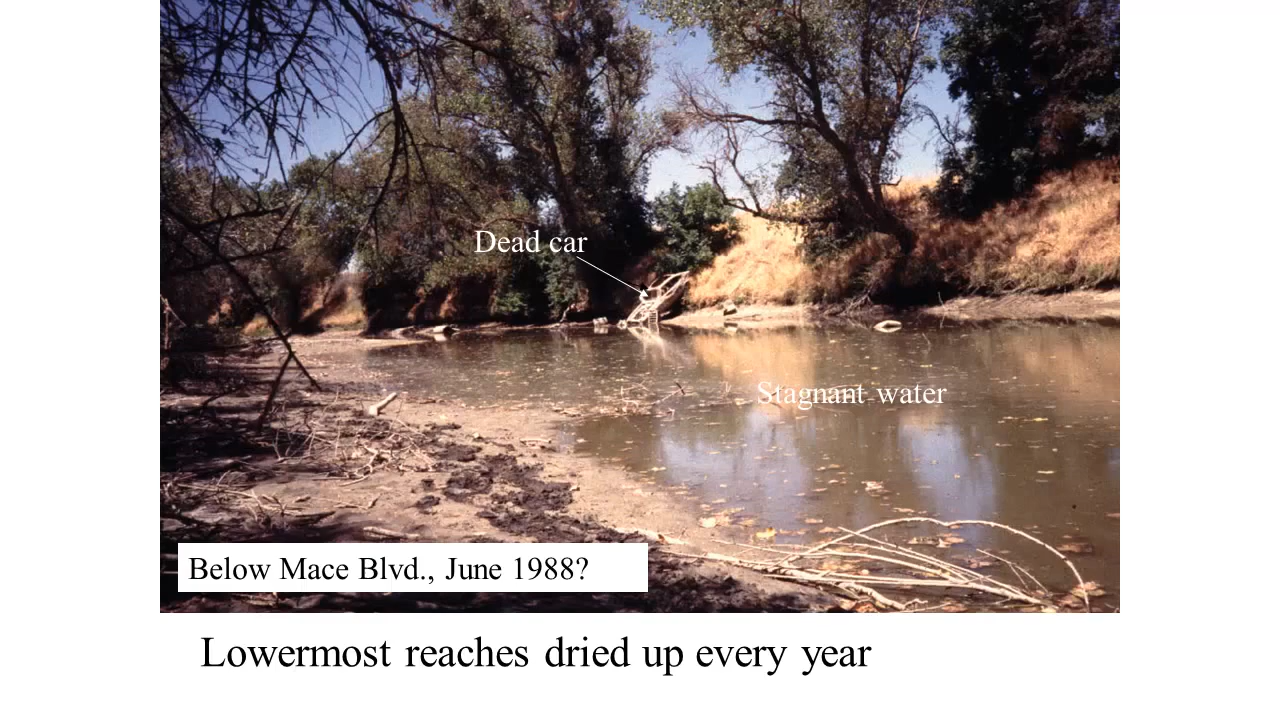 Dead car
Stagnant water
Below Mace Blvd., June 1988?
Lowermost reaches dried up every year